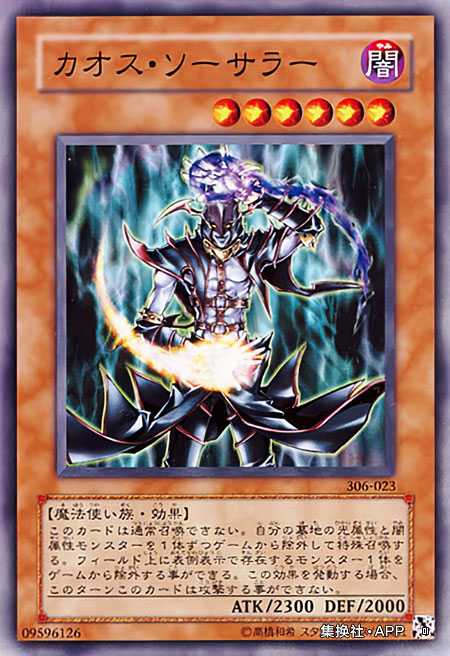 カオス・ソーサラー
闇
306-023
【魔法使い族・効果】
このカードは通常召喚できない。自分の墓地の光属性と闇
属性モンスターを1体ずつゲームから除外して特殊召喚す
る。フィールド上に表側表示で存在するモンスター1体を
ゲームから除外する事ができる。この効果を発動する場合、
このターンこのカードは攻撃する事ができない。
ATK/2300 DEF/2000
09596126
©高橋和希 スタ
集換社・APP